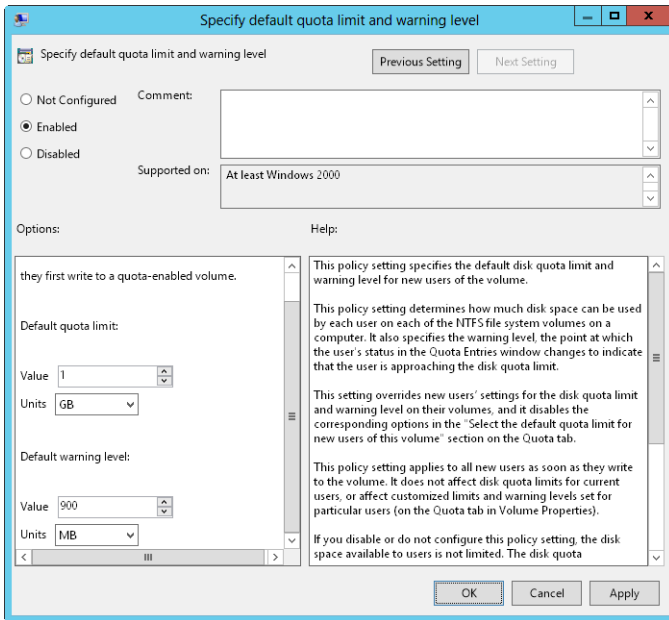 Specify default quota limit and warning level
Specify default quota limit and warning level
Previous Setting
Next Setting
Not Configured
Comment:
Enabled
Disabled
Supported on:
At least Windows 2000
Options:
Help:
they first write to a quota-enabled volume.
Default quota limit:
Value 1
Units GB
Default warning level:
Value 900
Units MB
This policy setting specifies the default disk quota limit and
warning level for new users of the volume.
This policy setting determines how much disk space can be used
by each user on each of the NTFS file system volumes on a
computer. It also specifies the warning level, the point at which
the user's status in the Quota Entries window changes to indicate
that the user is approaching the disk quota limit.
This setting overrides new users' settings for the disk quota limit
and warning level on their volumes, and it disables the
corresponding options in the "Select the default quota limit for
new users of this volume" section on the Quota tab.
This policy setting applies to all new users as soon as they write
to the volume. It does not affect disk quota limits for current
users, or affect customized limits and warning levels set for
particular users (on the Quota tab in Volume Properties).
If you disable or do not configure this policy setting, the disk
space available to users is not limited. The disk quota
OK
Cancel
Apply